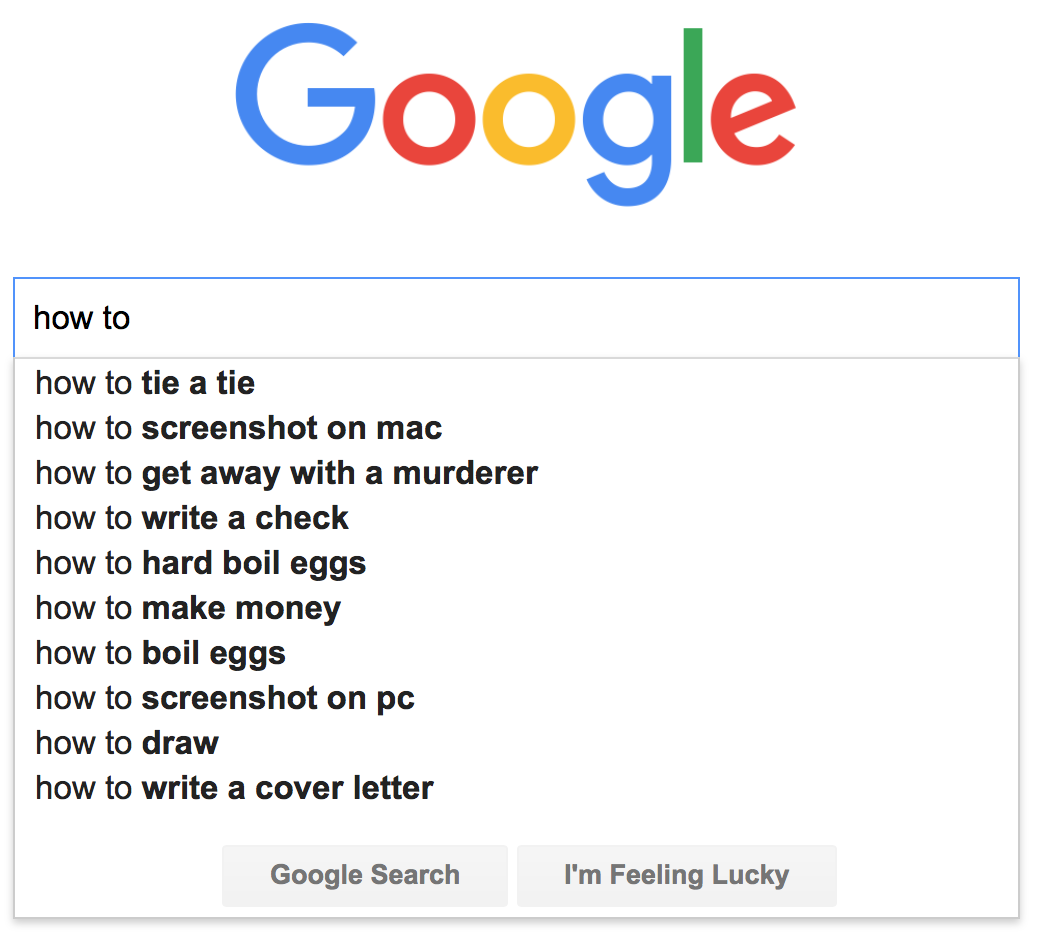 Google
how to
how to tie a tie
how to screenshot on mac
how to get away with a murderer
how to write a check
how to hard boil eggs
how to make money
how to boil eggs
how to screenshot on pc
how to draw
how to write a cover letter
Google Search I'm Feeling Lucky